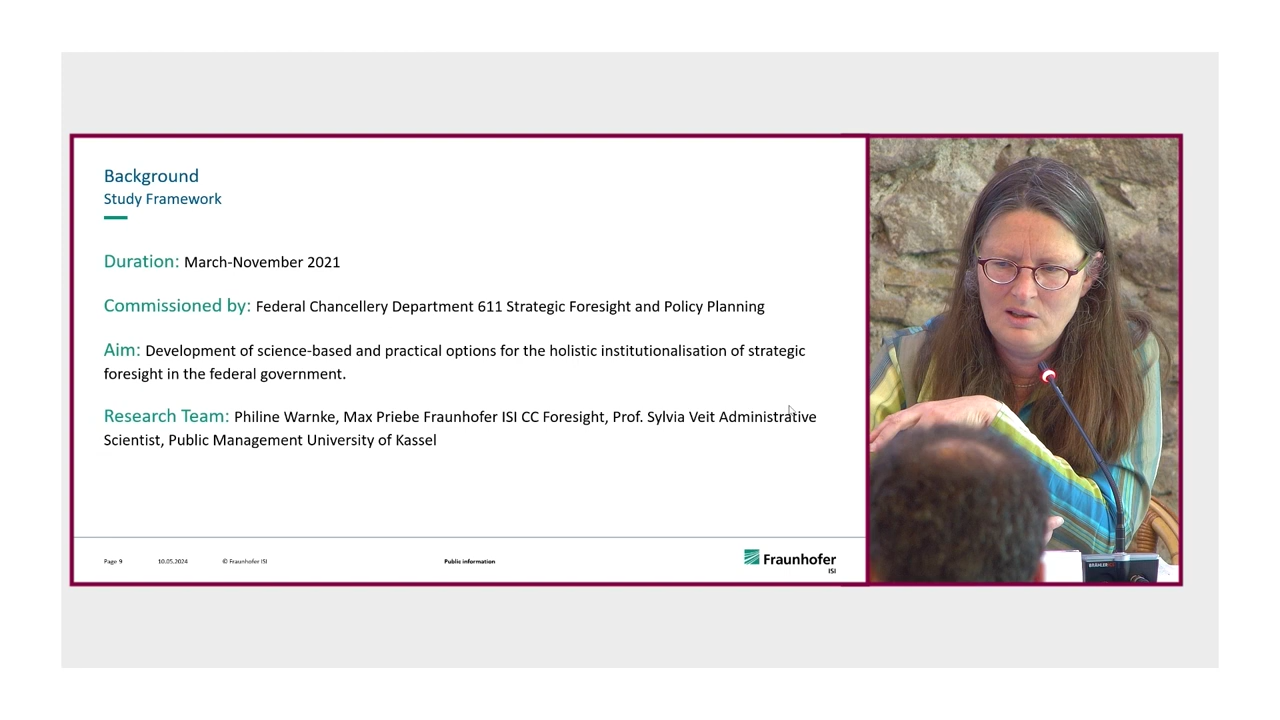 Background
Study Framework
Duration: March-November 2021
Commissioned by: Federal Chancellery Department 611 Strategic Foresight and Policy Planning
Aim: Development of science-based and practical options for the holistic institutionalisation of strategic
foresight in the federal government.
Research Team: Philine Warnke, Max Priebe Fraunhofer ISI CC Foresight, Prof. Sylvia Veit Administrative
Scientist, Public Management University of Kassel
Page 9 10.05.2024 © Fraunhofer ISI Public information Fraunhofer
ISI
BRÄHLER